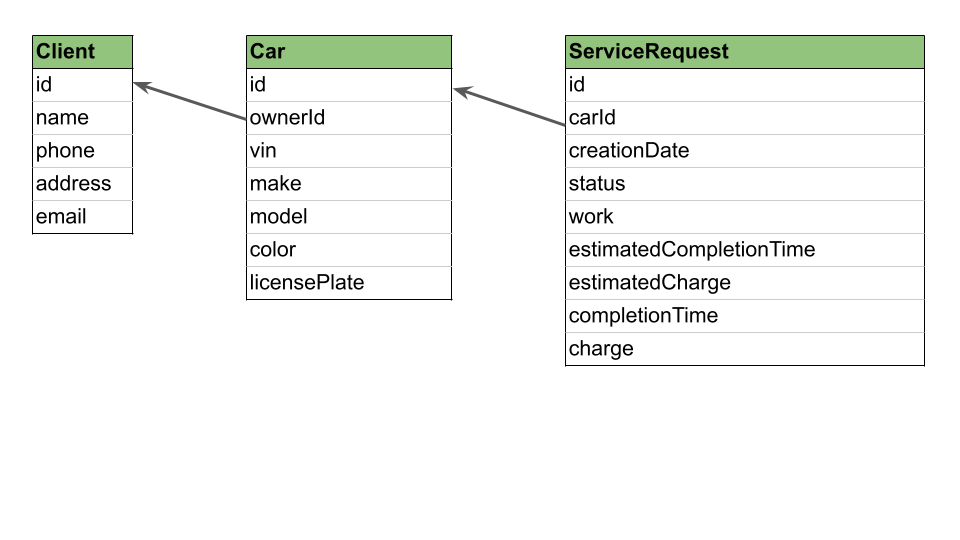 Client
id
name
phone
address
email
Car
id
ownerId
vin
make
model
color
licensePlate
ServiceRequest
id
carId
creationDate
status
work
estimatedCompletionTime
estimatedCharge
completionTime
charge